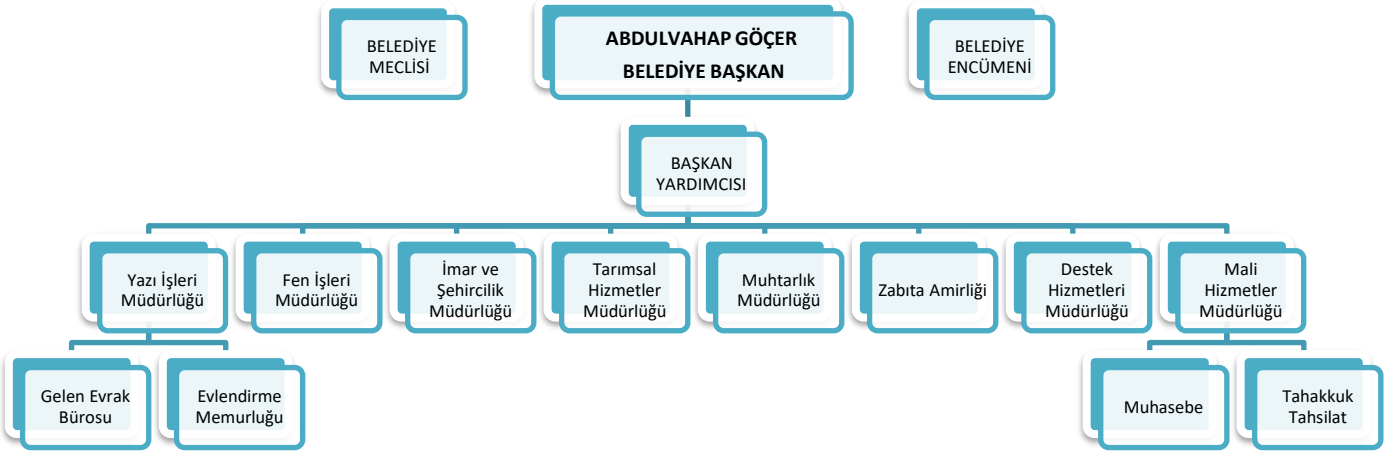 BELEDİYE
MECLİSİ
ABDULVAHAP GÖÇER
BELEDİYE BAŞKAN
BELEDİYE
ENCÜMENİ
BAŞKAN
YARDIMCISI
Yazı İşleri
Müdürlüğü
Fen İşleri
Müdürlüğü
İmar ve
Şehircilik
Müdürlüğü
Tarımsal
Hizmetler
Müdürlüğü
Muhtarlık
Müdürlüğü
Zabıta Amirliği
Destek
Hizmetleri
Müdürlüğü
Mali
Hizmetler
Müdürlüğü
Gelen Evrak
Bürosu
Evlendirme
Memurluğu
Muhasebe
Tahakkuk
Tahsilat